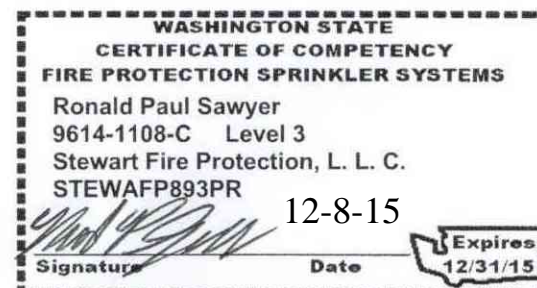 WASHINGTON STATE
CERTIFICATE OF COMPETENCY
FIRE PROTECTION SPRINKLER SYSTEMS
Ronald Paul Sawyer
9614-1108-C Level 3
Stewart Fire Protection, L. L. C.
STEWAFP893PR
12-8-15
Signature Date
Expires
12/31/15